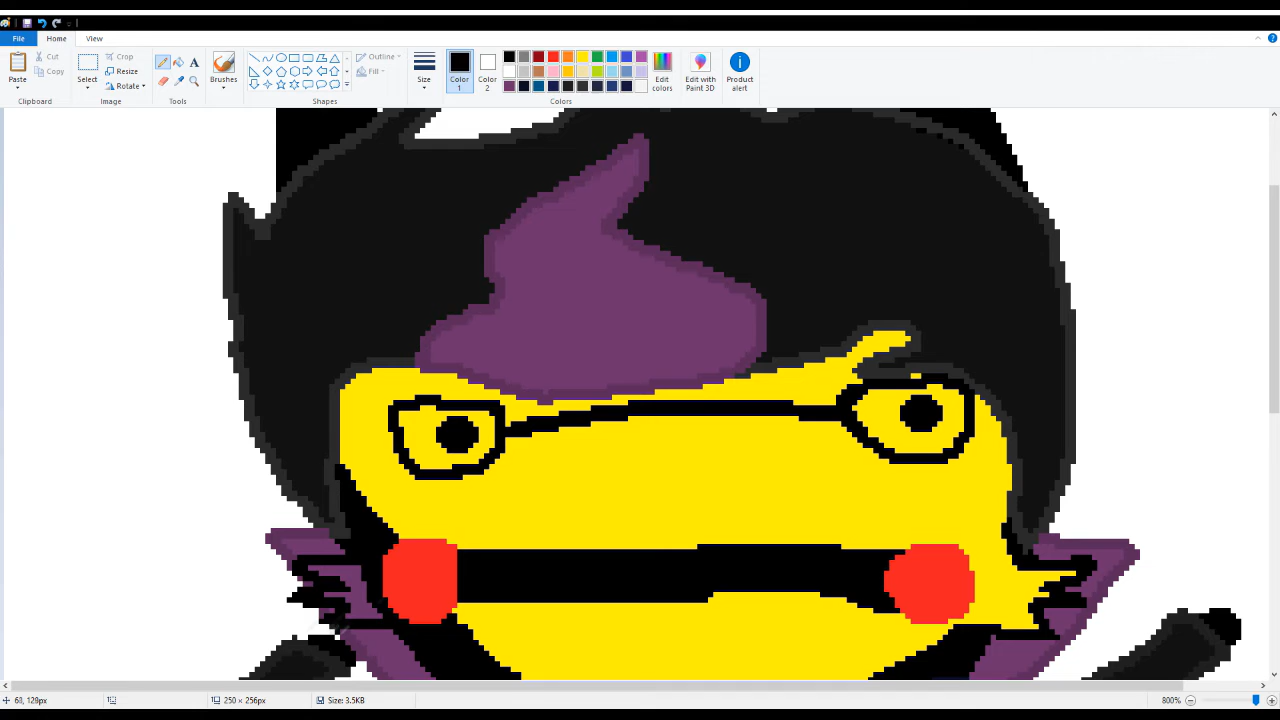 File Home View
Paste
Cut
Copy
Clipboard
Select
Crop
Resize
Rotate
Image
A
Tools
Brushes
Outline
Fill
Shapes
Size
Color
1
Color
2
Edit
colors
Colors
Edit with
Paint 3D
Product
alert
60, 128px
250 × 256px
Size: 3.5KB
800%